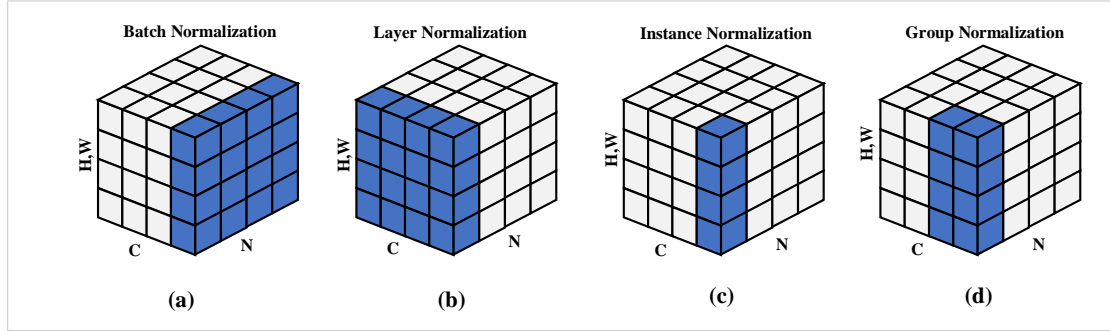 Batch Normalization
Layer Normalization
Instance Normalization
Group Normalization
H,W
C
N
H,W
C
N
H,W
C
N
H,W
C
N
(a)
(b)
(c)
(d)